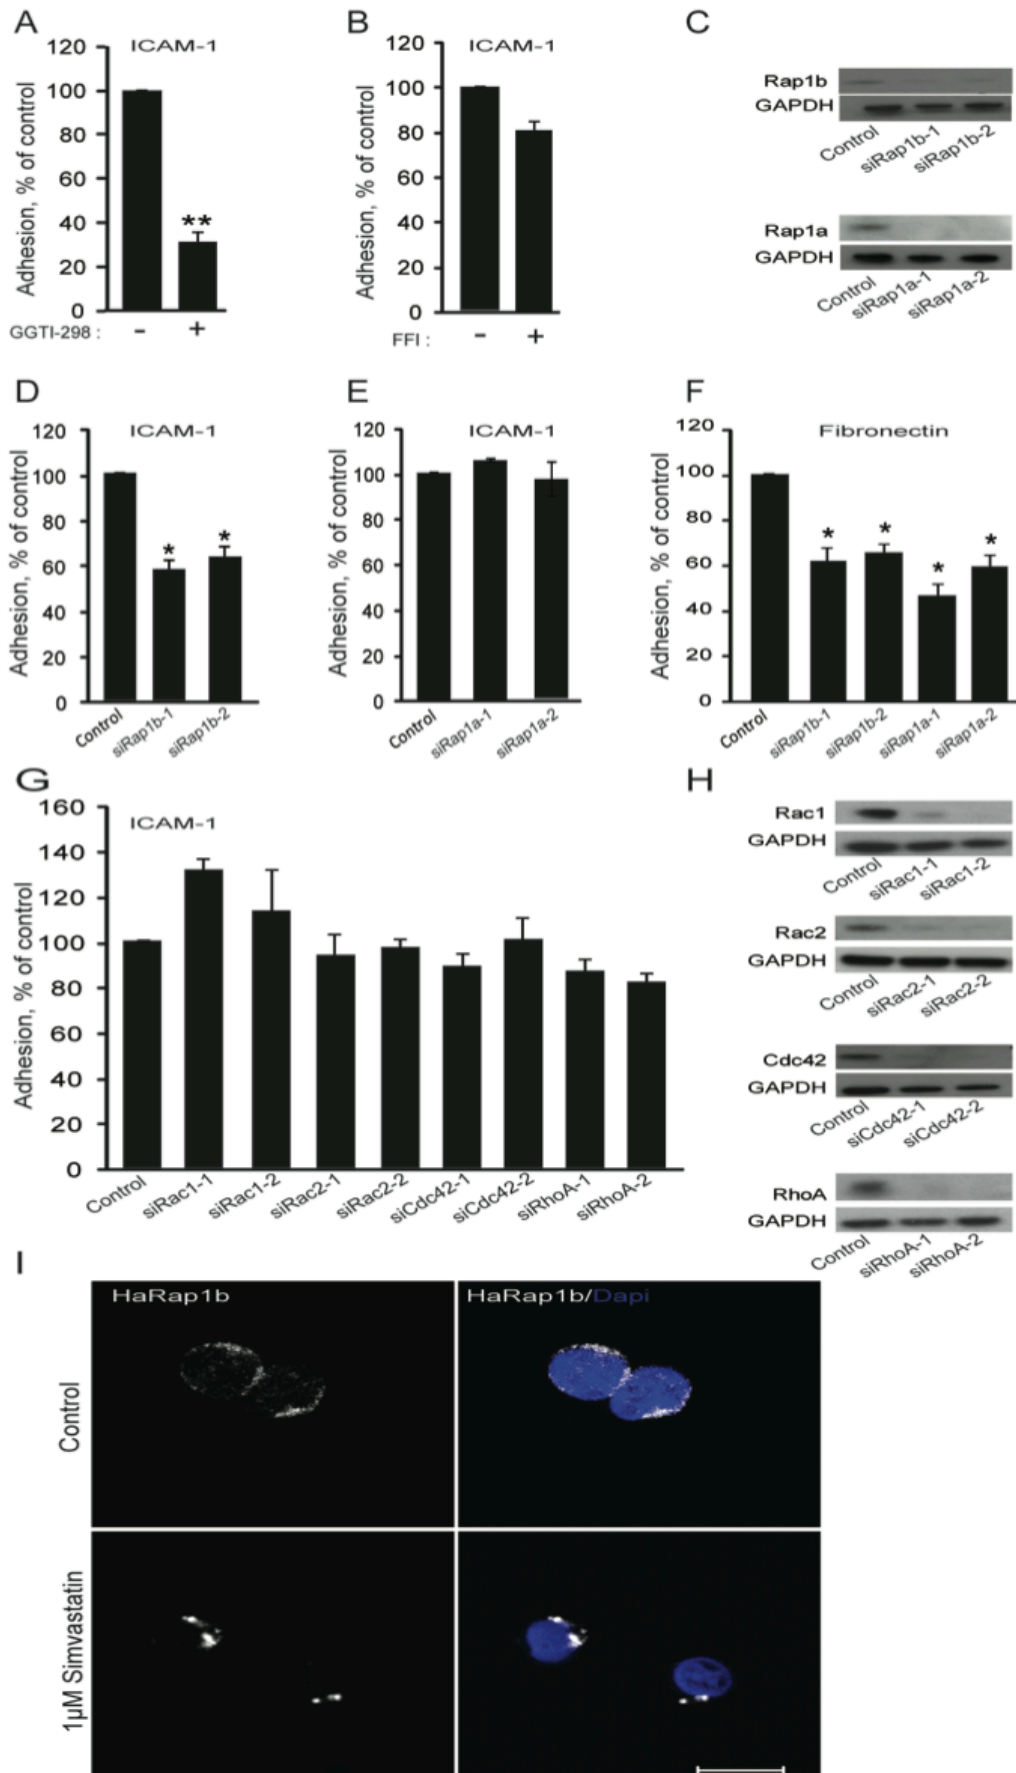 A
ICAM-1
120
100
80
60
40
20
0
Adhesion, % of control
**
GGTI-298 : - +
B
ICAM-1
120
100
80
60
40
20
0
Adhesion, % of control
FFI : - +
C
Rap1b
GAPDH
Control siRap1b-1 siRap1b-2
Rap1a
GAPDH
Control siRap1a-1 siRap1a-2
D
ICAM-1
120
100
80
60
40
20
0
Adhesion, % of control
* *
Control siRap1b-1 siRap1b-2
E
ICAM-1
120
100
80
60
40
20
0
Adhesion, % of control
Control siRap1a-1 siRap1a-2
F
Fibronectin
120
100
80
60
40
20
0
Adhesion, % of control
* * * *
Control siRap1b-1 siRap1b-2 siRap1a-1 siRap1a-2
G
ICAM-1
160
140
120
100
80
60
40
20
0
Adhesion, % of control
Control siRac1-1 siRac1-2 siRac2-1 siRac2-2 siCdc42-1 siCdc42-2 siRhoA-1 siRhoA-2
H
Rac1
GAPDH
Control siRac1-1 siRac1-2
Rac2
GAPDH
Control siRac2-1 siRac2-2
Cdc42
GAPDH
Control siCdc42-1 siCdc42-2
RhoA
GAPDH
Control siRhoA-1 siRhoA-2
I
HaRap1b
HaRap1b/Dapi
Control
1µM Simvastatin